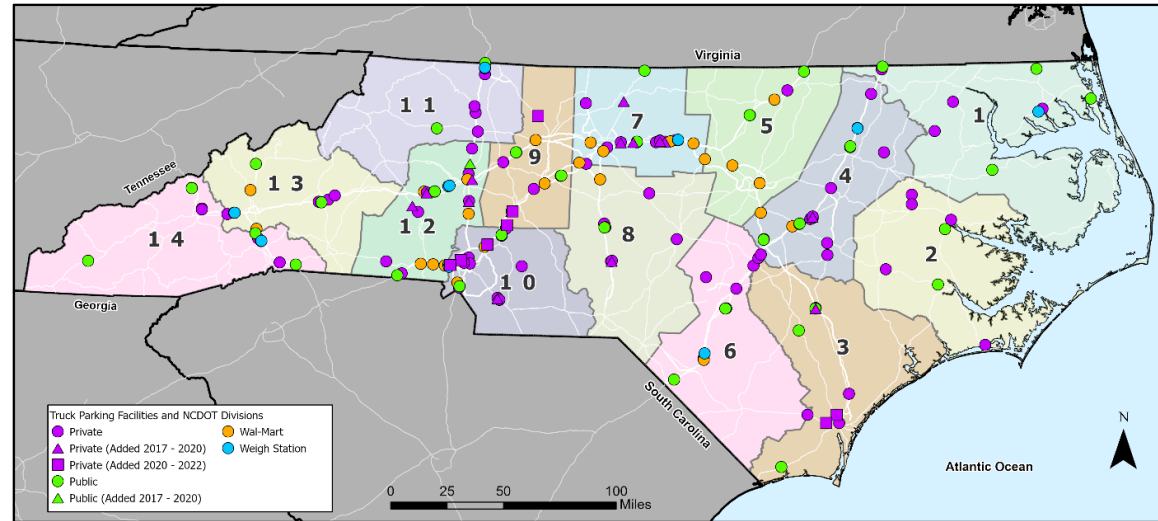 Virginia
1 1
7
5
1
9
Tennessee
1 3
4
1 2
1 4
8
2
1 0
Georgia
6
3
South Carolina
Truck Parking Facilities and NCDOT Divisions
Private
Wal-Mart
Private (Added 2017 - 2020)
Weigh Station
Private (Added 2020 - 2022)
Public
Public (Added 2017 - 2020)
N
Atlantic Ocean
0 25 50 100
Miles